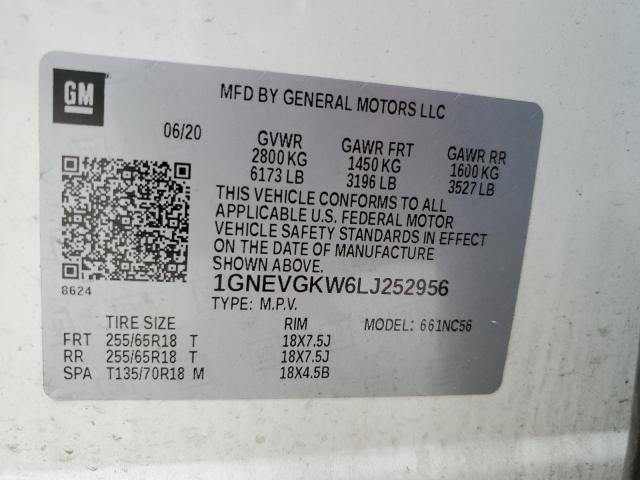 GM
MFD BY GENERAL MOTORS LLC
06/20 GVWR GAWR FRT GAWR RR
2800 KG 1450 KG 1600 KG
6173 LB 3196 LB 3527 LB
THIS VEHICLE CONFORMS TO ALL
APPLICABLE U.S. FEDERAL MOTOR
VEHICLE SAFETY STANDARDS IN EFFECT
ON THE DATE OF MANUFACTURE
SHOWN ABOVE.
8624
1GNEVGKW6LJ252956
TYPE: M.P.V.
TIRE SIZE RIM MODEL: 661NC56
FRT 255/65R18 T 18X7.5J
RR 255/65R18 T 18X7.5J
SPA T135/70R18 M 18X4.5B